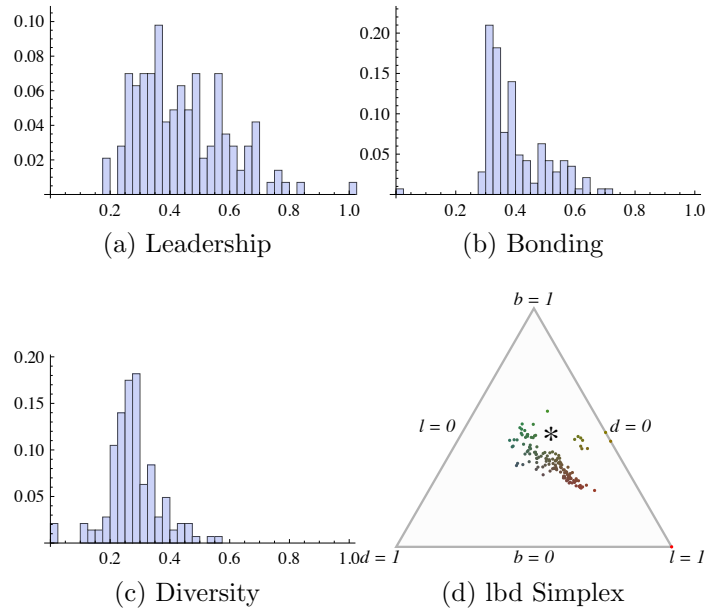 0.10
0.08
0.06
0.04
0.02
0.2 0.4 0.6 0.8 1.0
(a) Leadership
0.20
0.15
0.10
0.05
0.2 0.4 0.6 0.8 1.0
(b) Bonding
0.20
0.15
0.10
0.05
0.2 0.4 0.6 0.8 1.0
(c) Diversity
b = 1
l = 0
*
d = 0
d = 1
b = 0
l = 1
(d) lbd Simplex